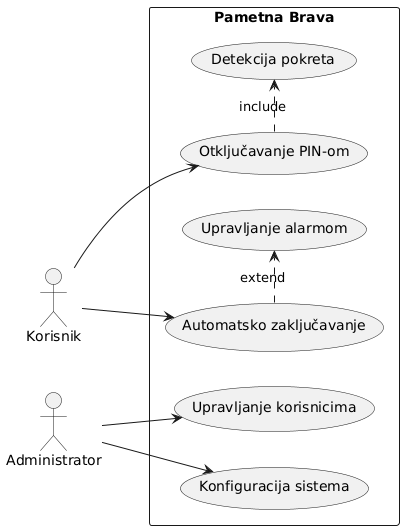 Pametna Brava
Detekcija pokreta
include
Otključavanje PIN-om
Upravljanje alarmom
extend
Korisnik
Automatsko zaključavanje
Upravljanje korisnicima
Administrator
Konfiguracija sistema